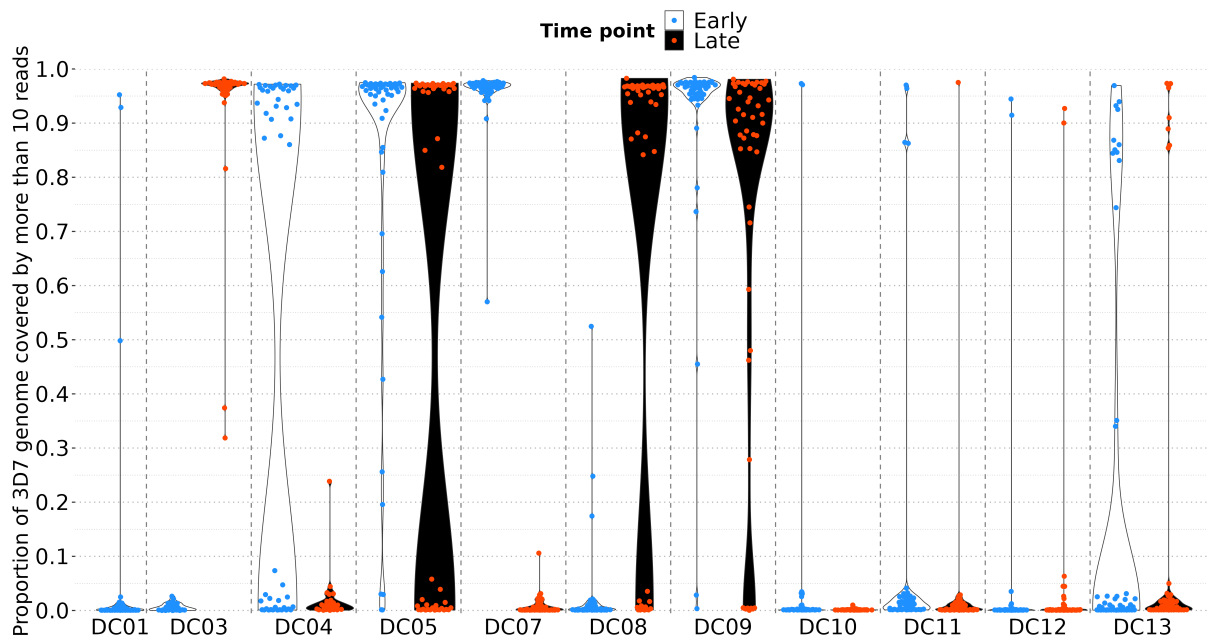 Time point
Early
Late
Proportion of 3D7 genome covered by more than 10 reads
1.0
0.9
0.8
0.7
0.6
0.5
0.4
0.3
0.2
0.1
0.0
DC01 DC03 DC04 DC05 DC07 DC08 DC09 DC10 DC11 DC12 DC13